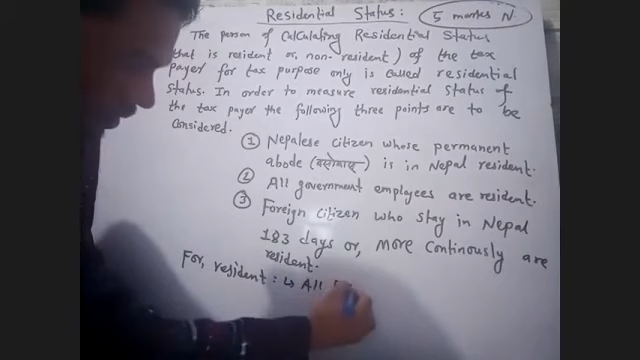 Residential Status :
5 marks N
The person of Calculating Residential Status
that is resident or, non-resident) of the tax
payer for tax purpose only is called residential
status. In order to measure residential status of
the tax payer the following three points are to be
Considered.
① Nepalese citizen whose permanent
abode (बसोबास) is in Nepal resident.
② All government employees are resident.
③ Foreign citizen who stay in Nepal
183 days or, more Continously are
resident.
For, resident : ↳ All